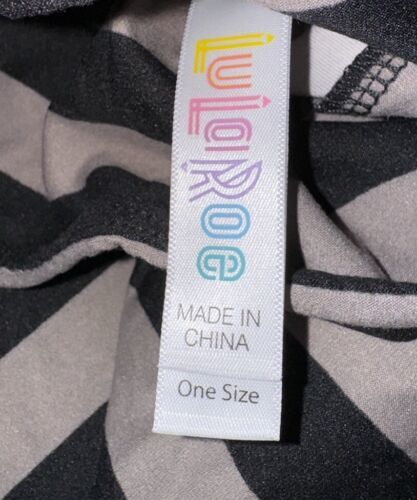 LuLaRoe
MADE IN
CHINA
One Size